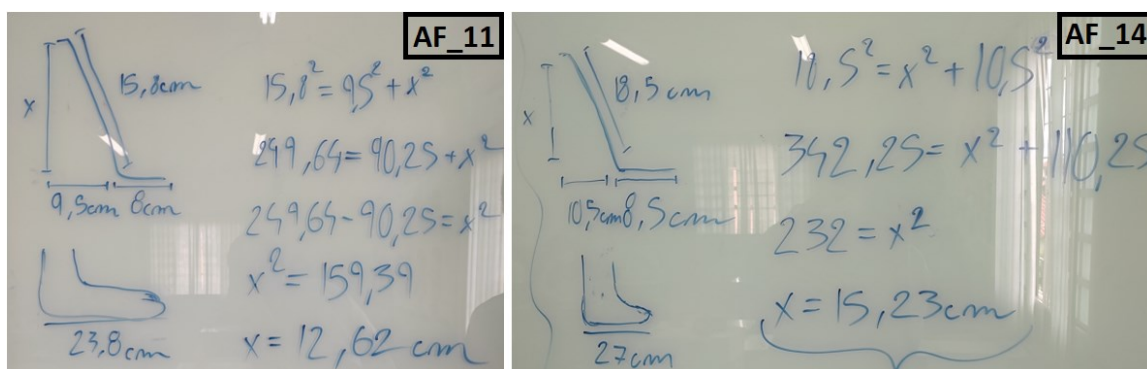 AF_11
x
15,8cm
9,5cm 8cm
23,8cm
15,8² = 9,5² + x²
249,64 = 90,25 + x²
249,64 - 90,25 = x²
x² = 159,39
x = 12,62 cm
AF_14
x
18,5cm
10,5cm 8,5cm
27cm
18,5² = x² + 10,5²
342,25 = x² + 110,25
232 = x²
x = 15,23cm